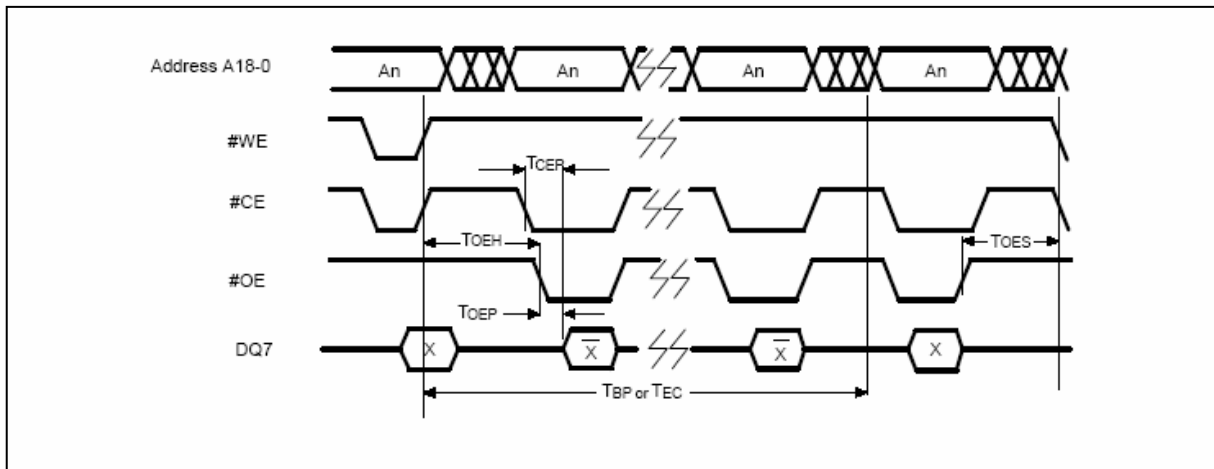 Address A18-0
An
An
An
An
#WE
TCER
#CE
TOEH
TOES
#OE
TOEP
DQ7
X
X̅
X̅
X
TBP or TEC